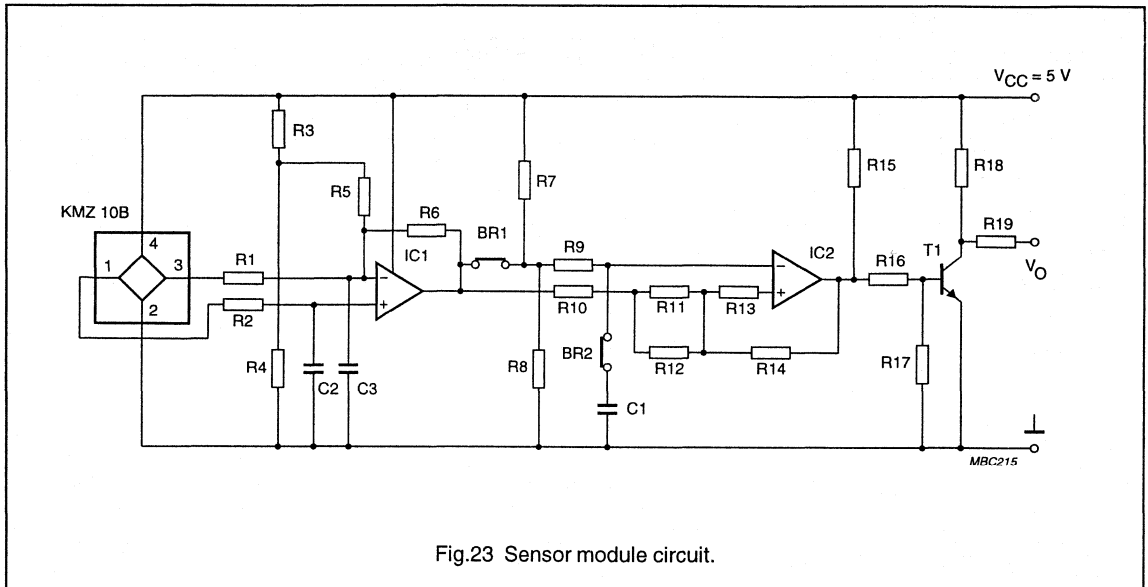 V_CC = 5 V
R3
R15
R18
R5
R7
KMZ 10B
R6
BR1
R9
R19
IC1
IC2
T1
4
1
3
2
R1
R16
V_O
R2
R10
R11
R13
R4
C2
C3
R8
BR2
R12
R14
R17
C1
MBC215
Fig.23 Sensor module circuit.